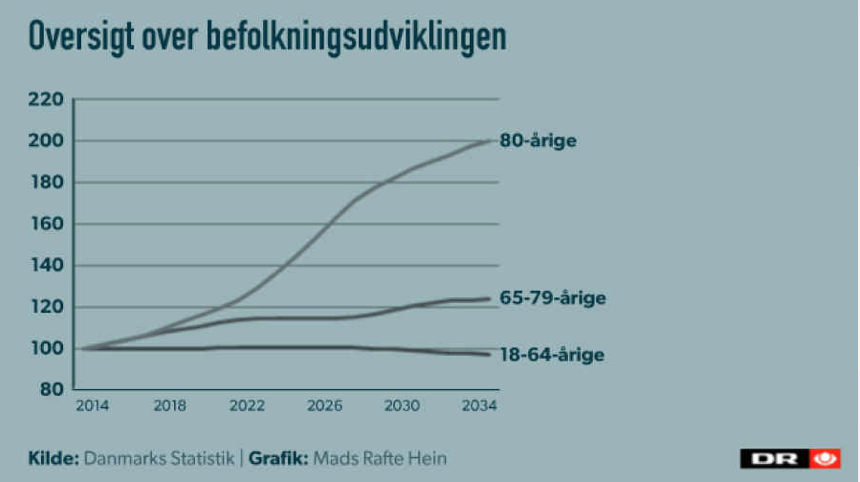 Oversigt over befolkningsudviklingen
220
200
80-årige
180
160
140
120
65-79-årige
100
18-64-årige
80
2014 2018 2022 2026 2030 2034
Kilde: Danmarks Statistik | Grafik: Mads Rafte Hein
DR